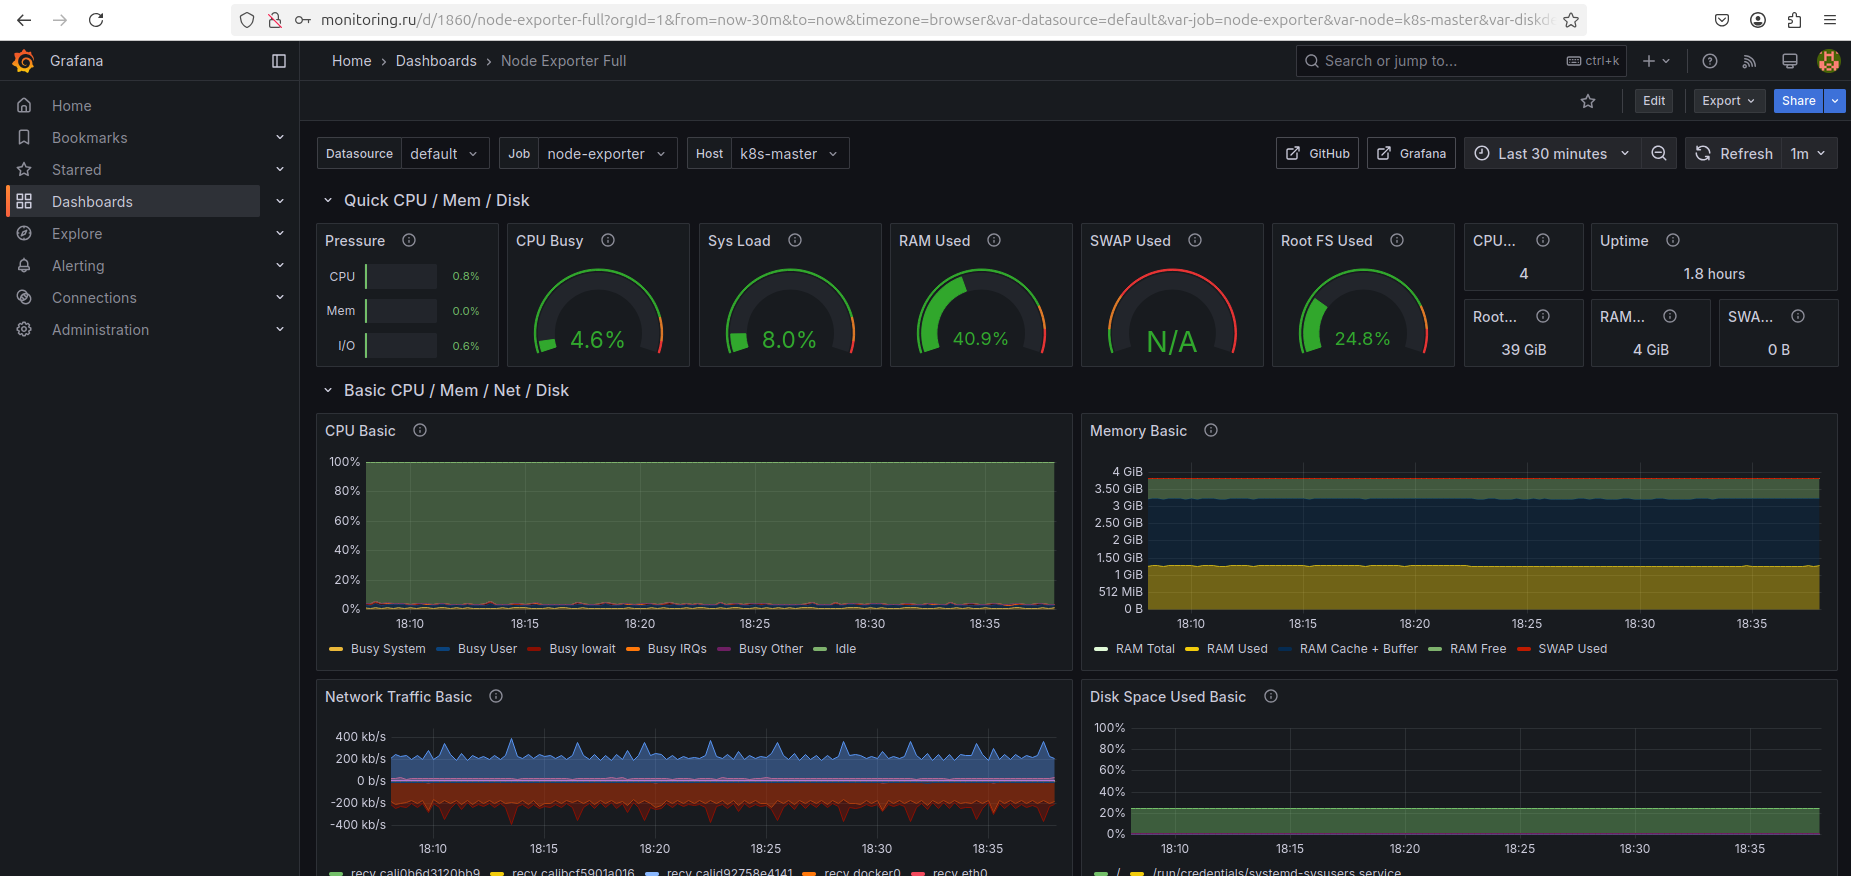 monitoring.ru/d/1860/node-exporter-full?orgId=1&from=now-30m&to=now&timezone=browser&var-datasource=default&var-job=node-exporter&var-node=k8s-master&var-diskde
Grafana
Home › Dashboards › Node Exporter Full
Search or jump to... ctrl+k
Home
Bookmarks
Starred
Dashboards
Explore
Alerting
Connections
Administration
Edit Export Share
Datasource default Job node-exporter Host k8s-master GitHub Grafana Last 30 minutes Refresh 1m
Quick CPU / Mem / Disk
Pressure
CPU 0.8%
Mem 0.0%
I/O 0.6%
CPU Busy
4.6%
Sys Load
8.0%
RAM Used
40.9%
SWAP Used
N/A
Root FS Used
24.8%
CPU...
4
Uptime
1.8 hours
Root...
39 GiB
RAM...
4 GiB
SWA...
0 B
Basic CPU / Mem / Net / Disk
CPU Basic
100%
80%
60%
40%
20%
0%
18:10 18:15 18:20 18:25 18:30 18:35
Busy System Busy User Busy Iowait Busy IRQs Busy Other Idle
Memory Basic
4 GiB
3.50 GiB
3 GiB
2.50 GiB
2 GiB
1.50 GiB
1 GiB
512 MiB
0 B
18:10 18:15 18:20 18:25 18:30 18:35
RAM Total RAM Used RAM Cache + Buffer RAM Free SWAP Used
Network Traffic Basic
400 kb/s
200 kb/s
0 b/s
-200 kb/s
-400 kb/s
18:10 18:15 18:20 18:25 18:30 18:35
recv cali0b6d3120bb9 recv calibcf5901a016 recv calid92758e4141 recv docker0 recv eth0
Disk Space Used Basic
100%
80%
60%
40%
20%
0%
18:10 18:15 18:20 18:25 18:30 18:35
/ /run/credentials/systemd-sysusers.service